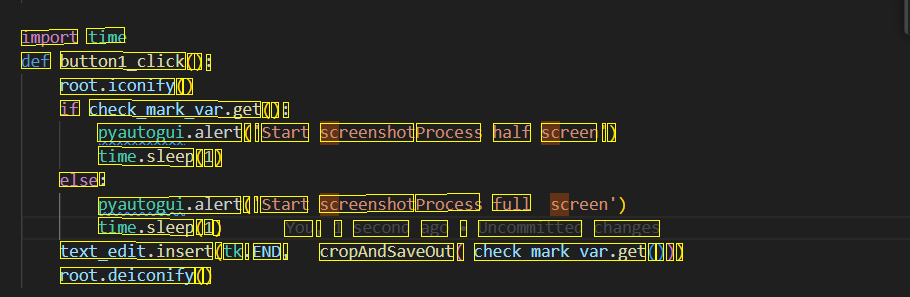 import time
def button1_click():
    root.iconify()
    if check_mark_var.get():
        pyautogui.alert('Start screenshotProcess half screen')
        time.sleep(1)
    else:
        pyautogui.alert('Start screenshotProcess full screen')
        time.sleep(1)     You, 1 second ago • Uncommitted changes
    text_edit.insert(tk.END, cropAndSaveOut( check_mark_var.get()))
    root.deiconify()